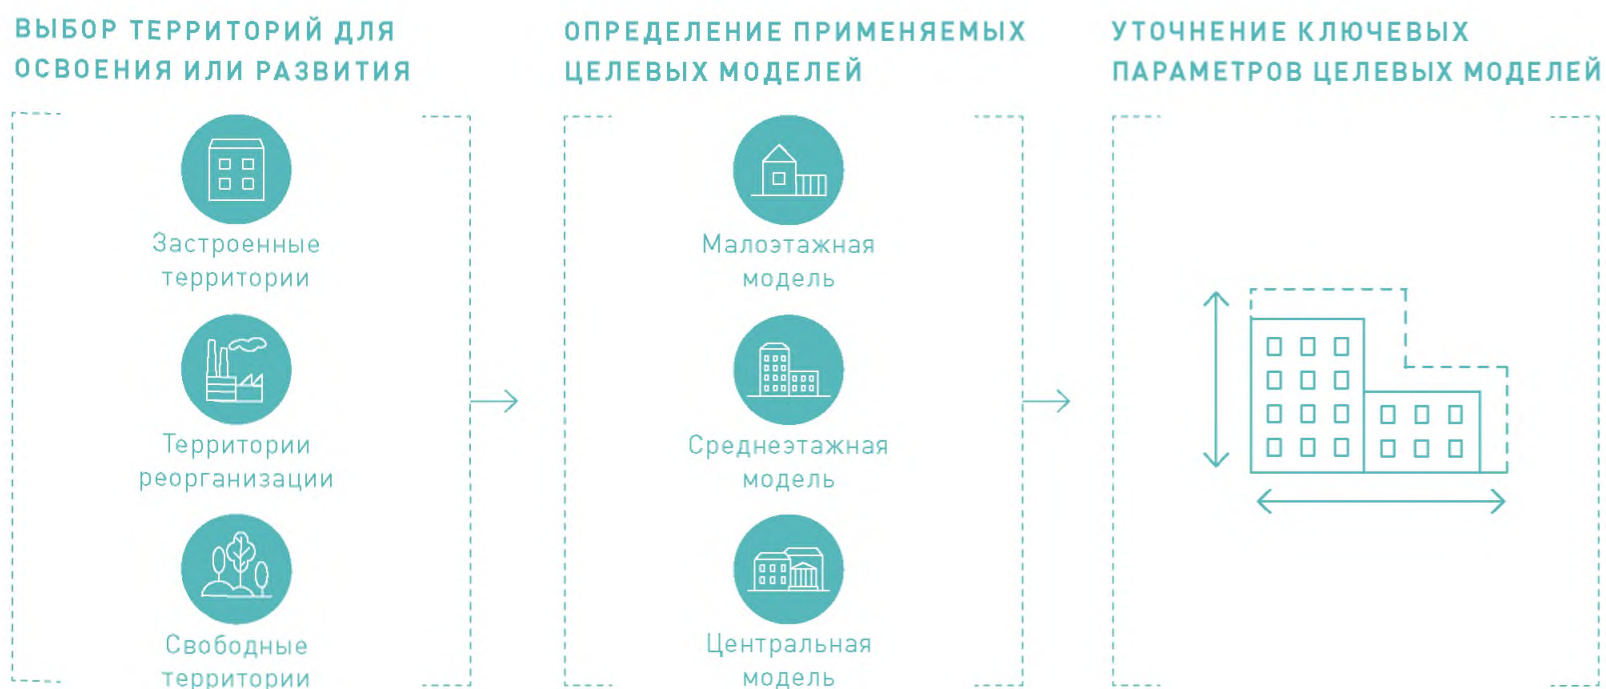 ВЫБОР ТЕРРИТОРИЙ ДЛЯ
ОСВОЕНИЯ ИЛИ РАЗВИТИЯ
Застроенные
территории
Территории
реорганизации
Свободные
территории
ОПРЕДЕЛЕНИЕ ПРИМЕНЯЕМЫХ
ЦЕЛЕВЫХ МОДЕЛЕЙ
Малоэтажная
модель
Среднеэтажная
модель
Центральная
модель
УТОЧНЕНИЕ КЛЮЧЕВЫХ
ПАРАМЕТРОВ ЦЕЛЕВЫХ МОДЕЛЕЙ